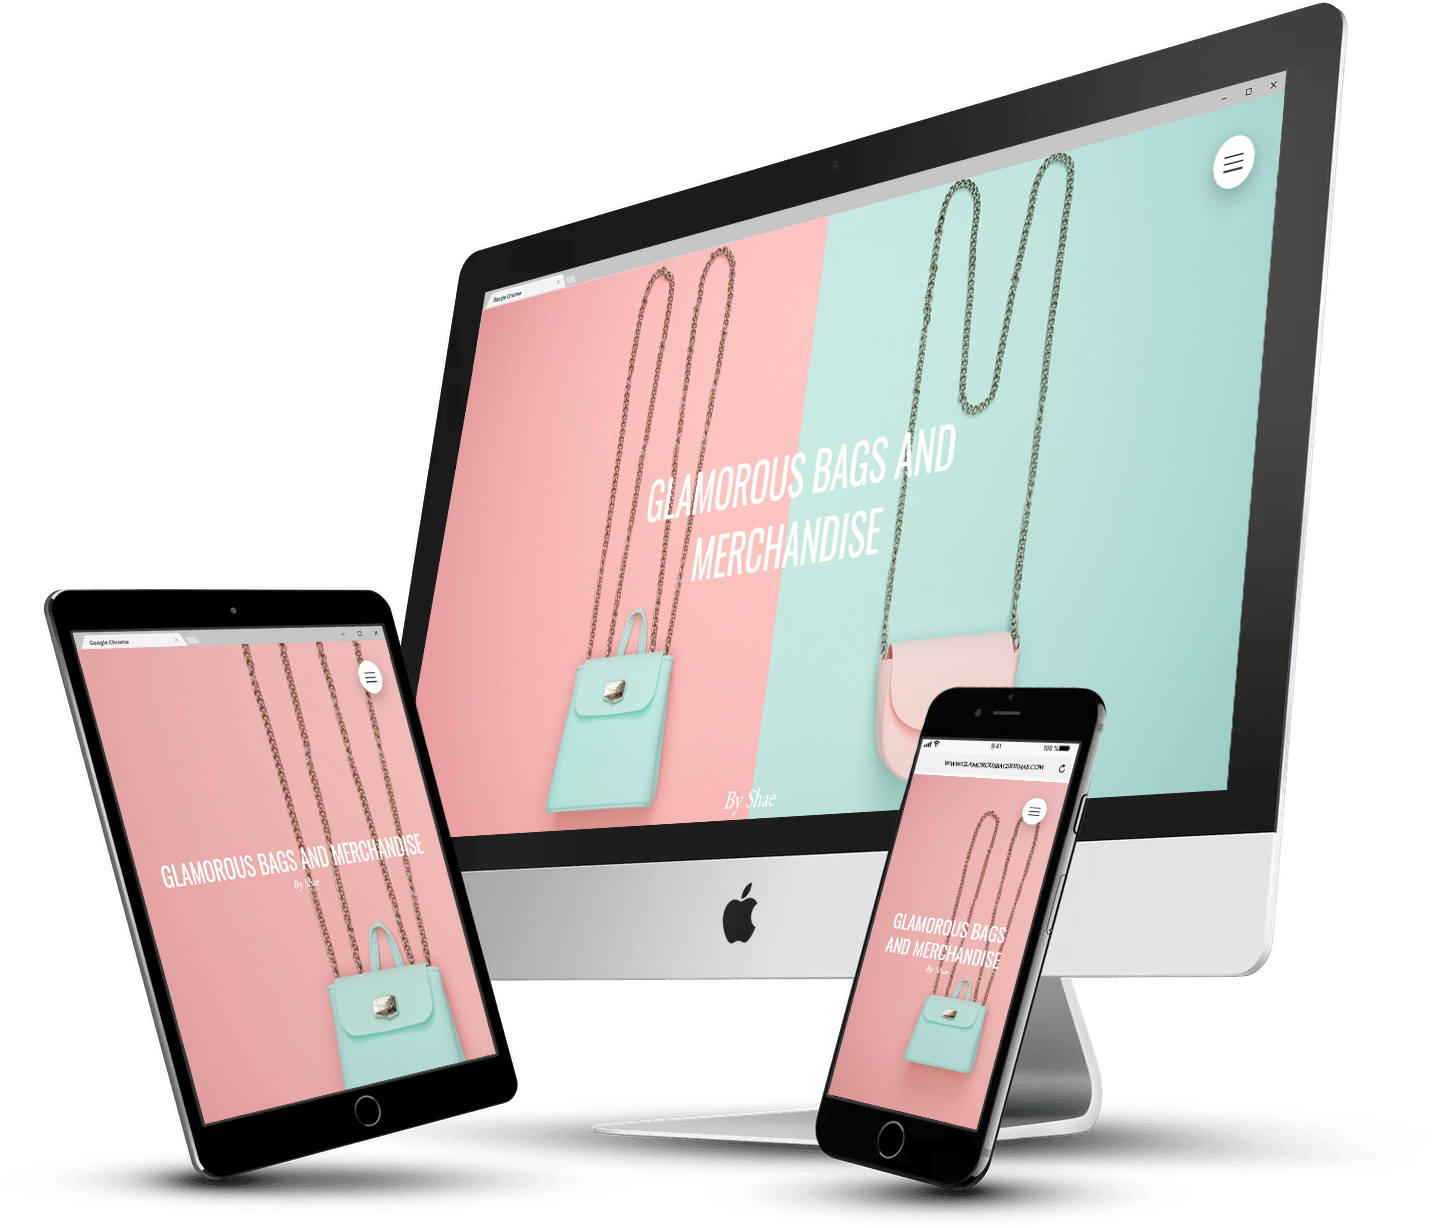 Google Chrome
GLAMOROUS BAGS AND
MERCHANDISE
By Shae
Google Chrome
GLAMOROUS BAGS AND MERCHANDISE
By Shae
9:41
100 %
WWW.GLAMOROUSBAGSBYSHAE.COM
GLAMOROUS BAGS
AND MERCHANDISE
By Shae